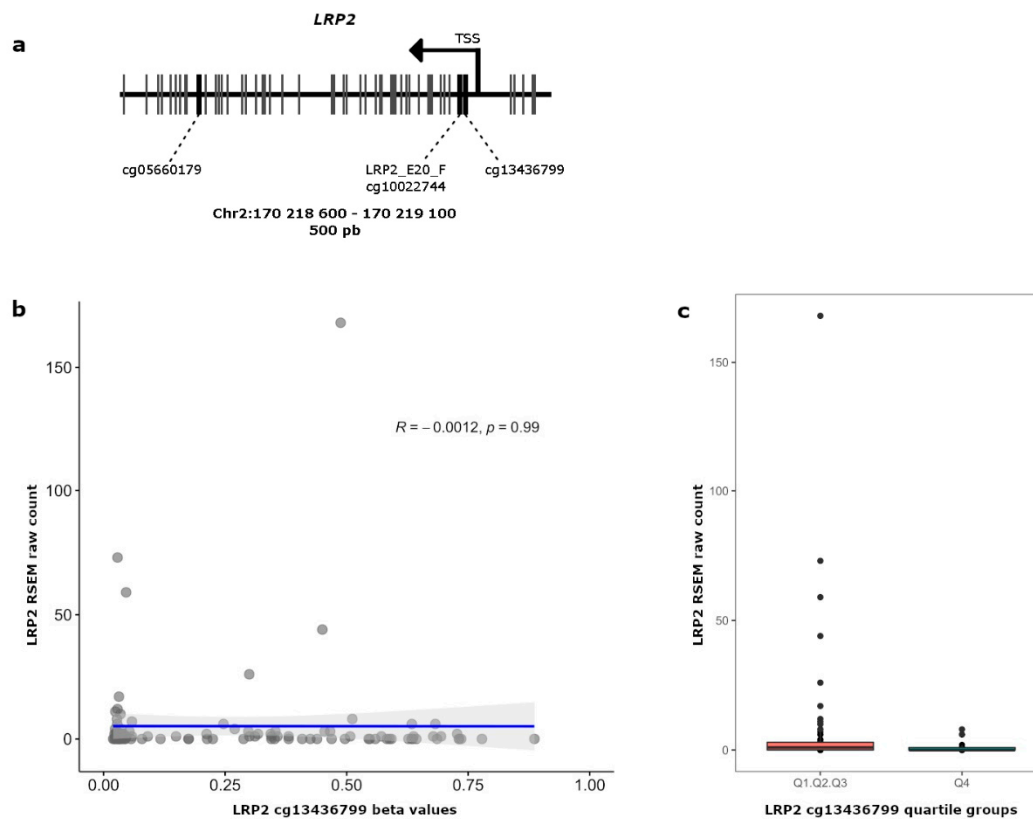 LRP2
a
TSS
cg05660179
LRP2_E20_F
cg10022744
cg13436799
Chr2:170 218 600 - 170 219 100
500 pb
b
LRP2 RSEM raw count
150
100
50
0
R = − 0.0012, p = 0.99
0.00
0.25
0.50
0.75
1.00
LRP2 cg13436799 beta values
c
LRP2 RSEM raw count
150
100
50
0
Q1.Q2.Q3
Q4
LRP2 cg13436799 quartile groups